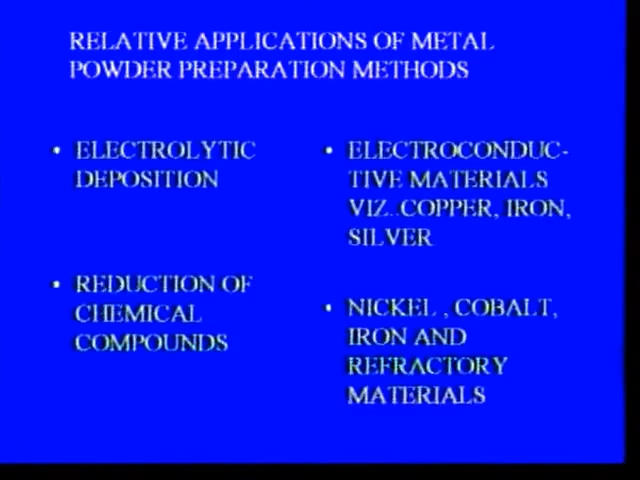 RELATIVE APPLICATIONS OF METAL
POWDER PREPARATION METHODS
• ELECTROLYTIC
DEPOSITION
• REDUCTION OF
CHEMICAL
COMPOUNDS
• ELECTROCONDUC-
TIVE MATERIALS
VIZ..COPPER, IRON,
SILVER
• NICKEL , COBALT,
IRON AND
REFRACTORY
MATERIALS